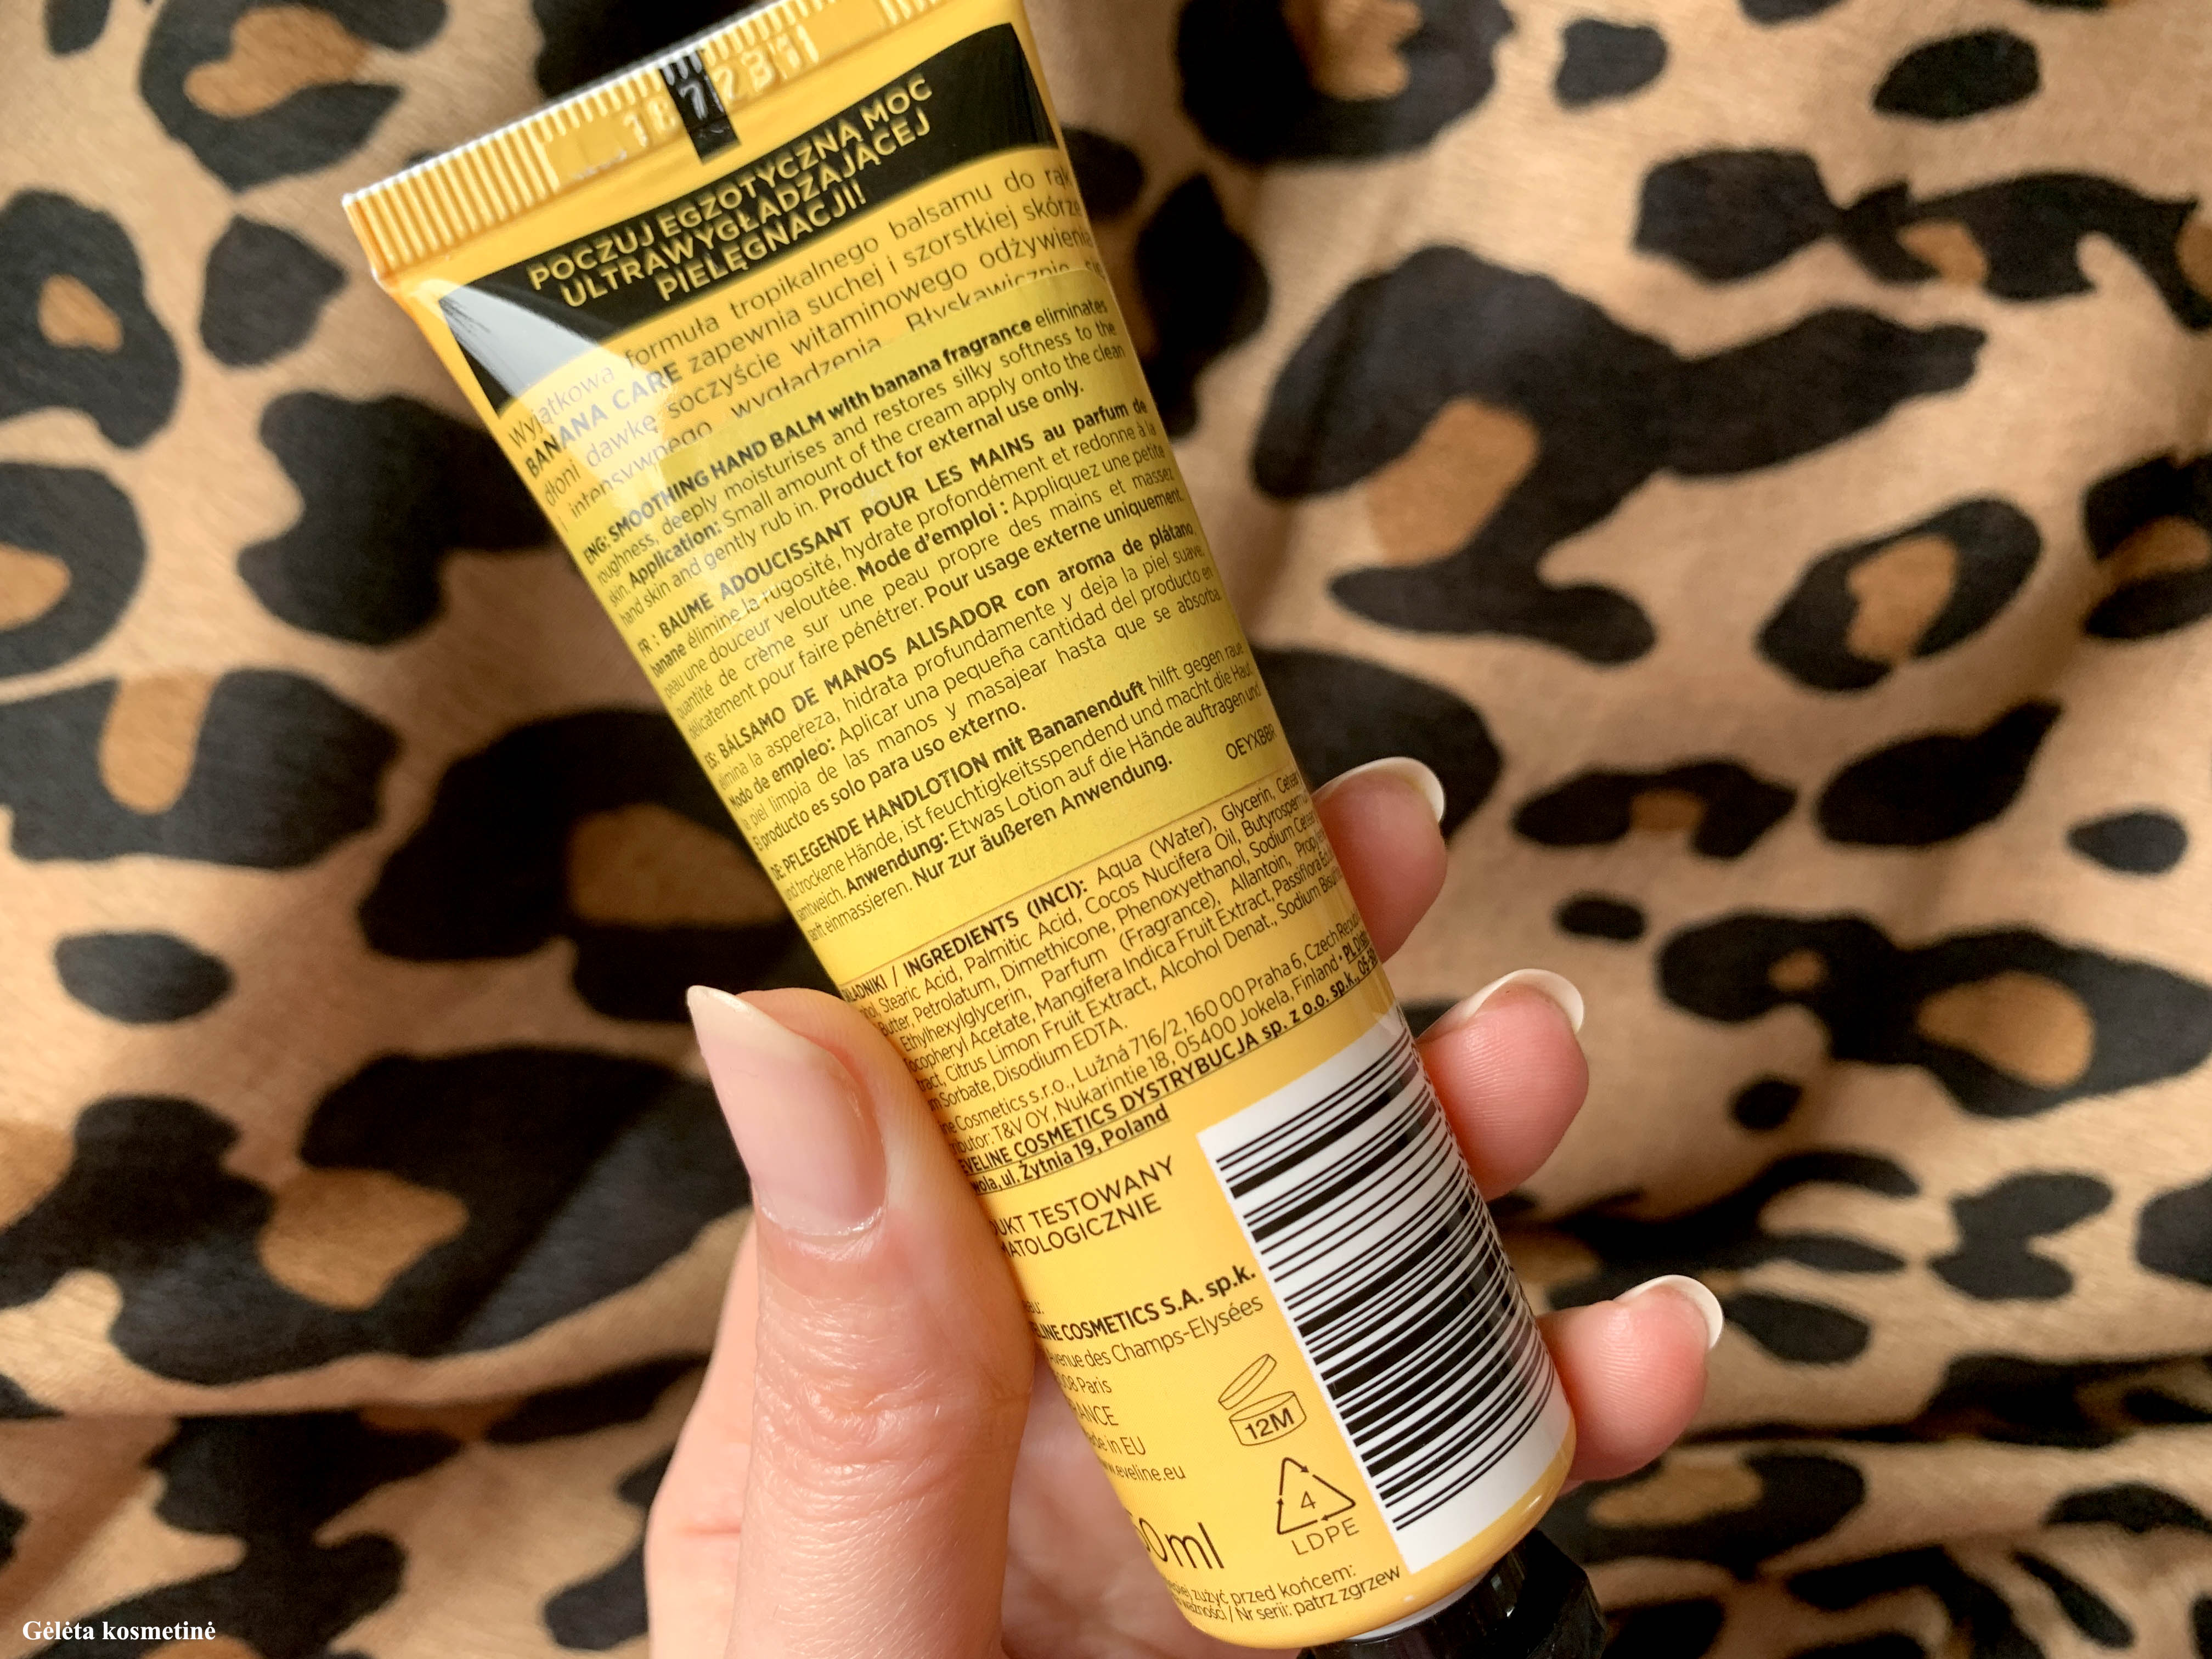 POCZUJ EGZOTYCZNĄ MOC
ULTRAWYGŁADZAJĄCEJ
PIELĘGNACJI!
Wyjątkowa formuła tropikalnego balsamu do rąk
BANANA CARE zapewnia suchej i szorstkiej skórze
dłoni dawkę soczyście witaminowego odżywienia
i intensywnego wygładzenia. Błyskawicznie
ENG: SMOOTHING HAND BALM with banana fragrance eliminates
roughness, deeply moisturises and restores silky softness to the
skin. Application: Small amount of the cream apply onto the clean
hand skin and gently rub in. Product for external use only.
FR : BAUME ADOUCISSANT POUR LES MAINS au parfum de
banane élimine la rugosité, hydrate profondément et redonne à la
peau une douceur veloutée. Mode d'emploi : Appliquez une petite
quantité de crème sur une peau propre des mains et massez
délicatement pour faire pénétrer. Pour usage externe uniquement.
ES: BÁLSAMO DE MANOS ALISADOR con aroma de plátano
elimina la aspereza, hidrata profundamente y deja la piel suave.
Modo de empleo: Aplicar una pequeña cantidad del producto en
la piel limpia de las manos y masajear hasta que se absorba.
El producto es solo para uso externo.
DE: PFLEGENDE HANDLOTION mit Bananenduft hilft gegen raue
und trockene Hände, ist feuchtigkeitsspendend und macht die Haut
samtweich. Anwendung: Etwas Lotion auf die Hände auftragen und
sanft einmassieren. Nur zur äußeren Anwendung.
OEYXBBR
/ INGREDIENTS (INCI): Aqua (Water), Glycerin,
Stearic Acid, Palmitic Acid, Cocos Nucifera Oil,
Butter, Petrolatum, Dimethicone, Phenoxyethanol, Sodium
Ethylhexylglycerin, Parfum (Fragrance), Allantoin,
Acetate, Mangifera Indica Fruit Extract, Passiflora
Citrus Limon Fruit Extract, Alcohol Denat., Sodium
Sorbate, Disodium EDTA.
Cosmetics s.r.o., Lužná 716/2, 160 00 Praha 6, Czech
T&V OY, Nukarintie 18, 05400 Jokela, Finland •
EVELINE COSMETICS DYSTRYBUCJA sp. z o.o. sp.k.,
ul. Żytnia 19, Poland
TESTOWANY
COSMETICS S.A. sp.k.
des Champs-Elysées
Paris
in EU
12M
4
LDPE
ml
zużyć przed końcem:
/ Nr serii: patrz zgrzew
Gėlėta kosmetinė